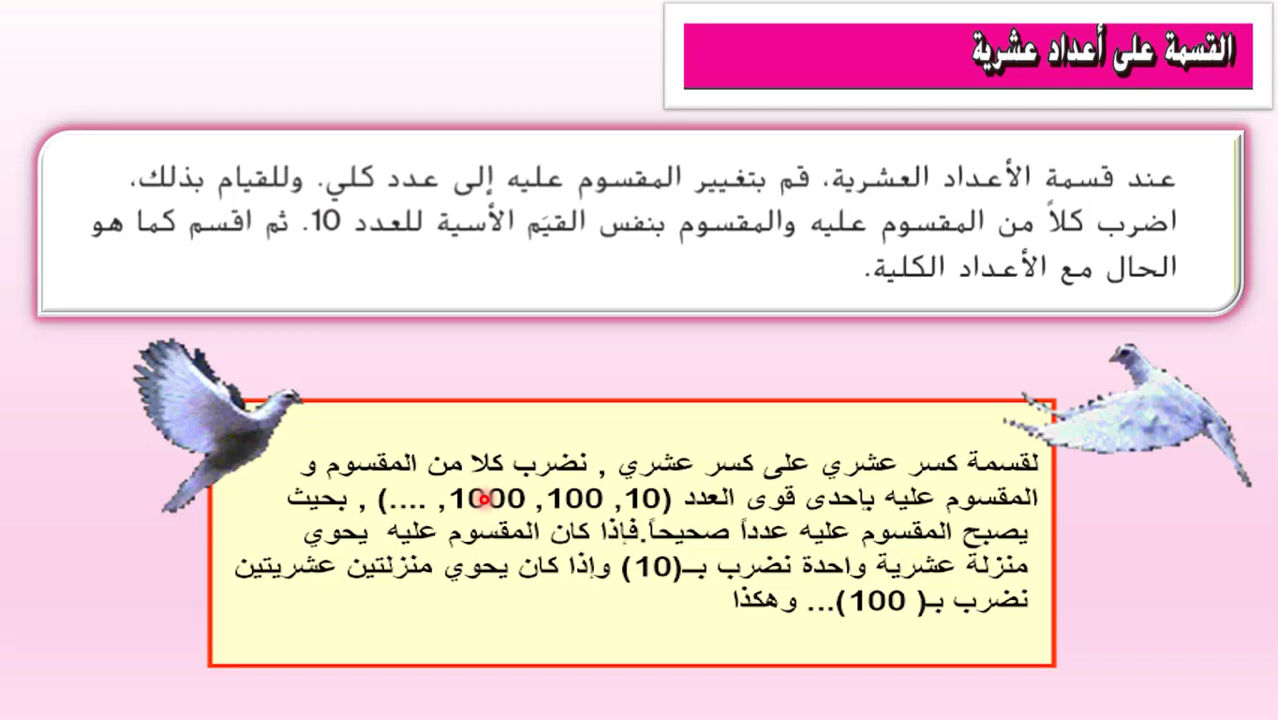 القسمة على أعداد عشرية
عند قسمة الأعداد العشرية، قم بتغيير المقسوم عليه إلى عدد كلي. وللقيام بذلك،
اضرب كلاً من المقسوم عليه والمقسوم بنفس القيَم الأسية للعدد 10. ثم اقسم كما هو
الحال مع الأعداد الكلية.
لقسمة كسر عشري على كسر عشري , نضرب كلا من المقسوم و
المقسوم عليه بإحدى قوى العدد (10, 100, 1000, ....) , بحيث
يصبح المقسوم عليه عدداً صحيحاً.فإذا كان المقسوم عليه يحوي
منزلة عشرية واحدة نضرب بــ(10) وإذا كان يحوي منزلتين عشريتين
نضرب بـ( 100)... وهكذا